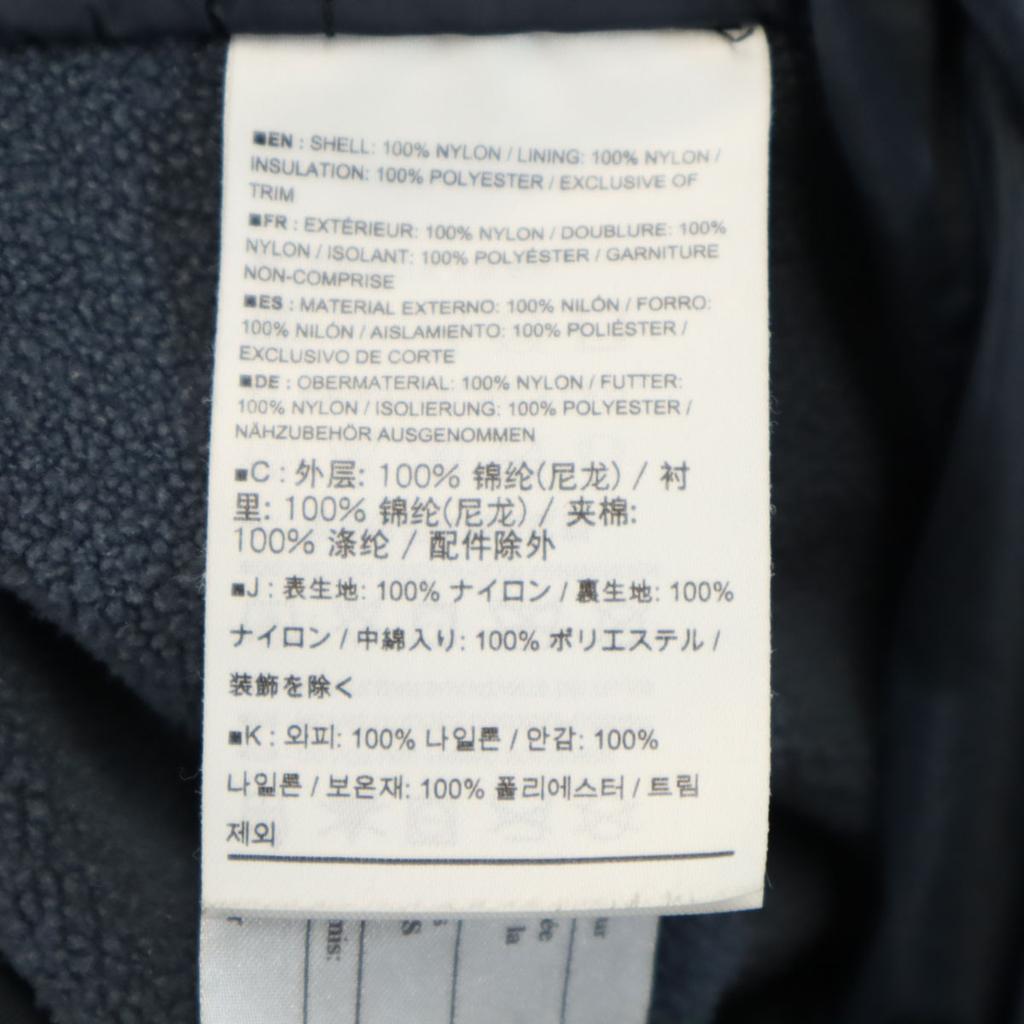 ■EN : SHELL: 100% NYLON / LINING: 100% NYLON /
INSULATION: 100% POLYESTER / EXCLUSIVE OF
TRIM
■FR : EXTÉRIEUR: 100% NYLON / DOUBLURE: 100%
NYLON / ISOLANT: 100% POLYÉSTER / GARNITURE
NON-COMPRISE
■ES : MATERIAL EXTERNO: 100% NILÓN / FORRO:
100% NILÓN / AISLAMIENTO: 100% POLIÉSTER /
EXCLUSIVO DE CORTE
■DE : OBERMATERIAL: 100% NYLON / FUTTER:
100% NYLON / ISOLIERUNG: 100% POLYESTER /
NÄHZUBEHÖR AUSGENOMMEN
■C : 外层: 100% 锦纶(尼龙) / 衬
里: 100% 锦纶(尼龙) / 夹棉:
100% 涤纶 / 配件除外
■J : 表生地: 100% ナイロン / 裏生地: 100%
ナイロン / 中綿入り: 100% ポリエステル /
装飾を除く
■K : 외피: 100% 나일론 / 안감: 100%
나일론 / 보온재: 100% 폴리에스터 / 트림
제외
la